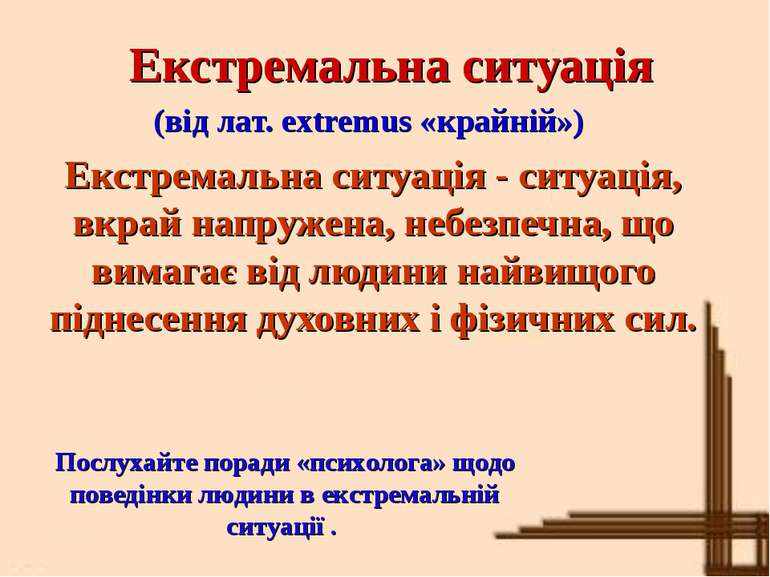 Екстремальна ситуація
(від лат. extremus «крайній»)
Екстремальна ситуація - ситуація,
вкрай напружена, небезпечна, що
вимагає від людини найвищого
піднесення духовних і фізичних сил.
Послухайте поради «психолога» щодо
поведінки людини в екстремальній
ситуації .